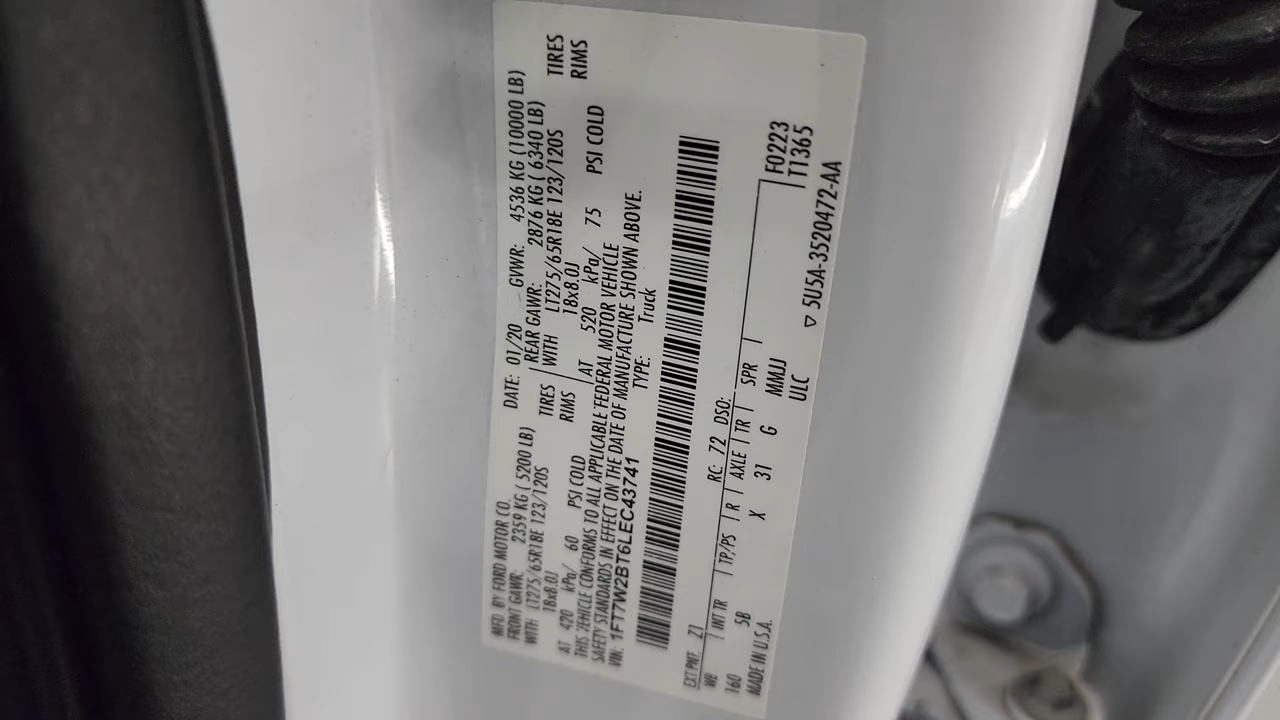 MFD. BY FORD MOTOR CO.
DATE: 01/20 GVWR: 4536 KG (10000 LB)
FRONT GAWR: 2359 KG ( 5200 LB) REAR GAWR: 2876 KG ( 6340 LB)
WITH LT275/65R18E 123/120S TIRES WITH LT275/65R18E 123/120S TIRES
18x8.0J RIMS 18x8.0J RIMS
AT 420 kPa/ 60 PSI COLD AT 520 kPa/ 75 PSI COLD
THIS VEHICLE CONFORMS TO ALL APPLICABLE FEDERAL MOTOR VEHICLE
SAFETY STANDARDS IN EFFECT ON THE DATE OF MANUFACTURE SHOWN ABOVE.
VIN: 1FT7W2BT6LEC43741 TYPE: Truck
EXT PNT: Z1 RC: 72 DSO: F0223
WB INT TR TP/PS R AXLE TR SPR T1365
160 5B X 31 G MMJJ
ULC
MADE IN U.S.A. ▽ 5U5A-3520472-AA